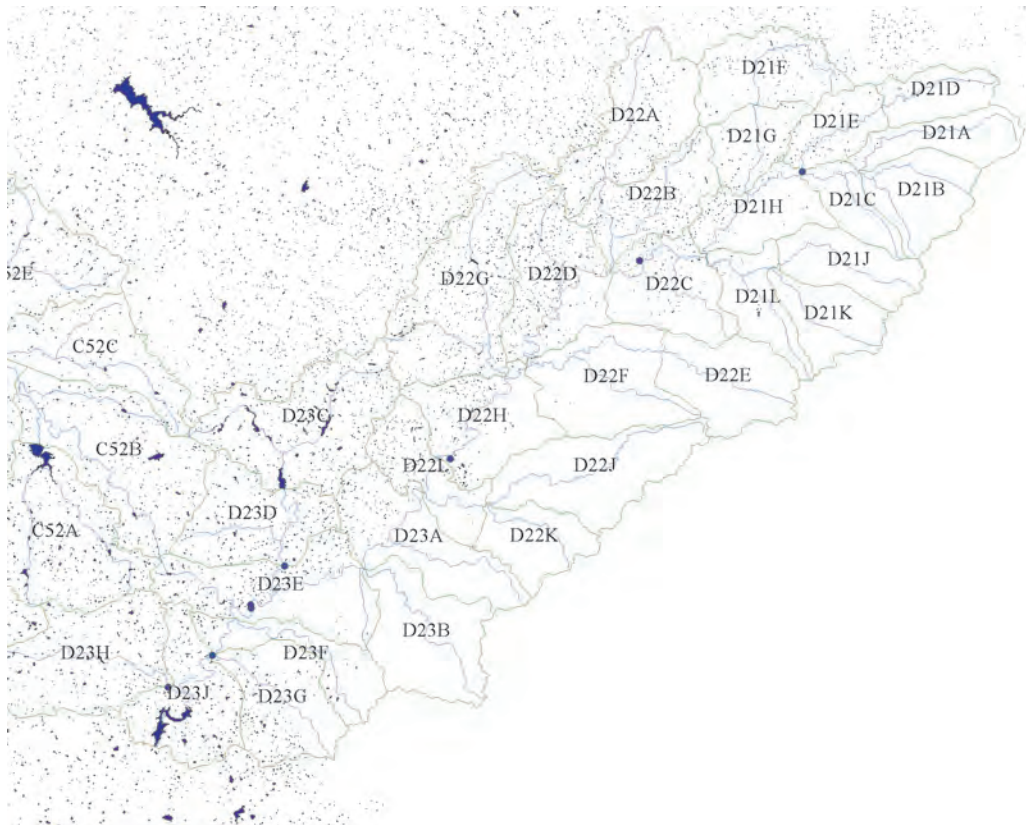 D21F
D21D
D22A
D21G
D21E
D21A
D22B
D21H
D21C
D21B
D22G
D22D
D22C
D21J
D21L
D21K
52E
C52C
D22F
D22E
D23C
D22H
C52B
D22L
D22J
C52A
D23D
D23A
D22K
D23E
D23B
D23H
D23F
D23J
D23G